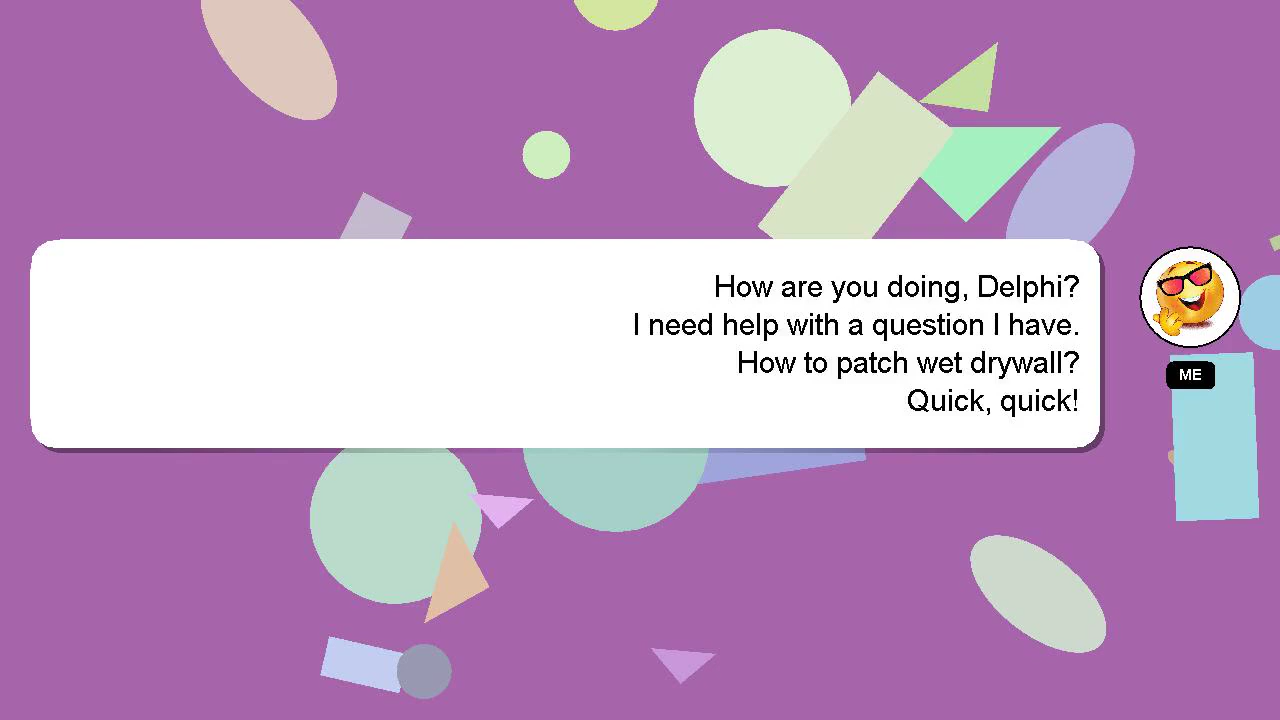 How are you doing, Delphi?
I need help with a question I have.
How to patch wet drywall?
Quick, quick!
ME